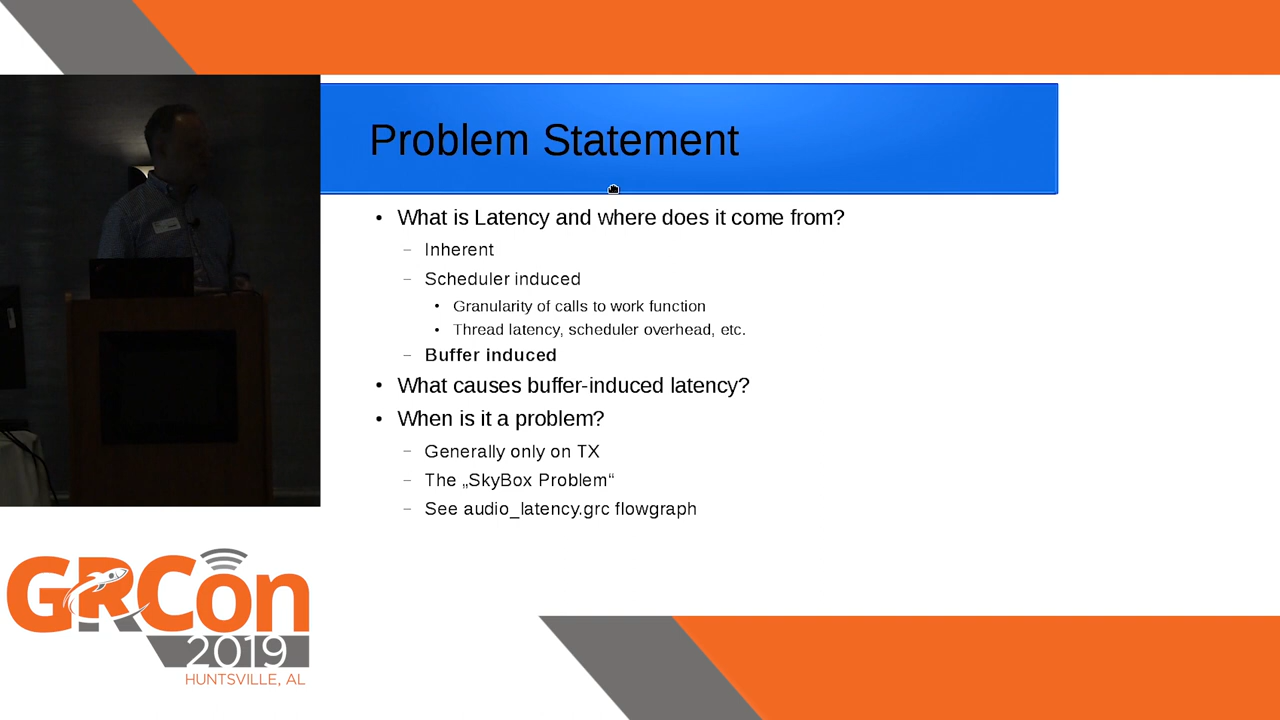 Problem Statement
• What is Latency and where does it come from?
– Inherent
– Scheduler induced
• Granularity of calls to work function
• Thread latency, scheduler overhead, etc.
– Buffer induced
• What causes buffer-induced latency?
• When is it a problem?
– Generally only on TX
– The „SkyBox Problem“
– See audio_latency.grc flowgraph
GRCon
2019
HUNTSVILLE, AL